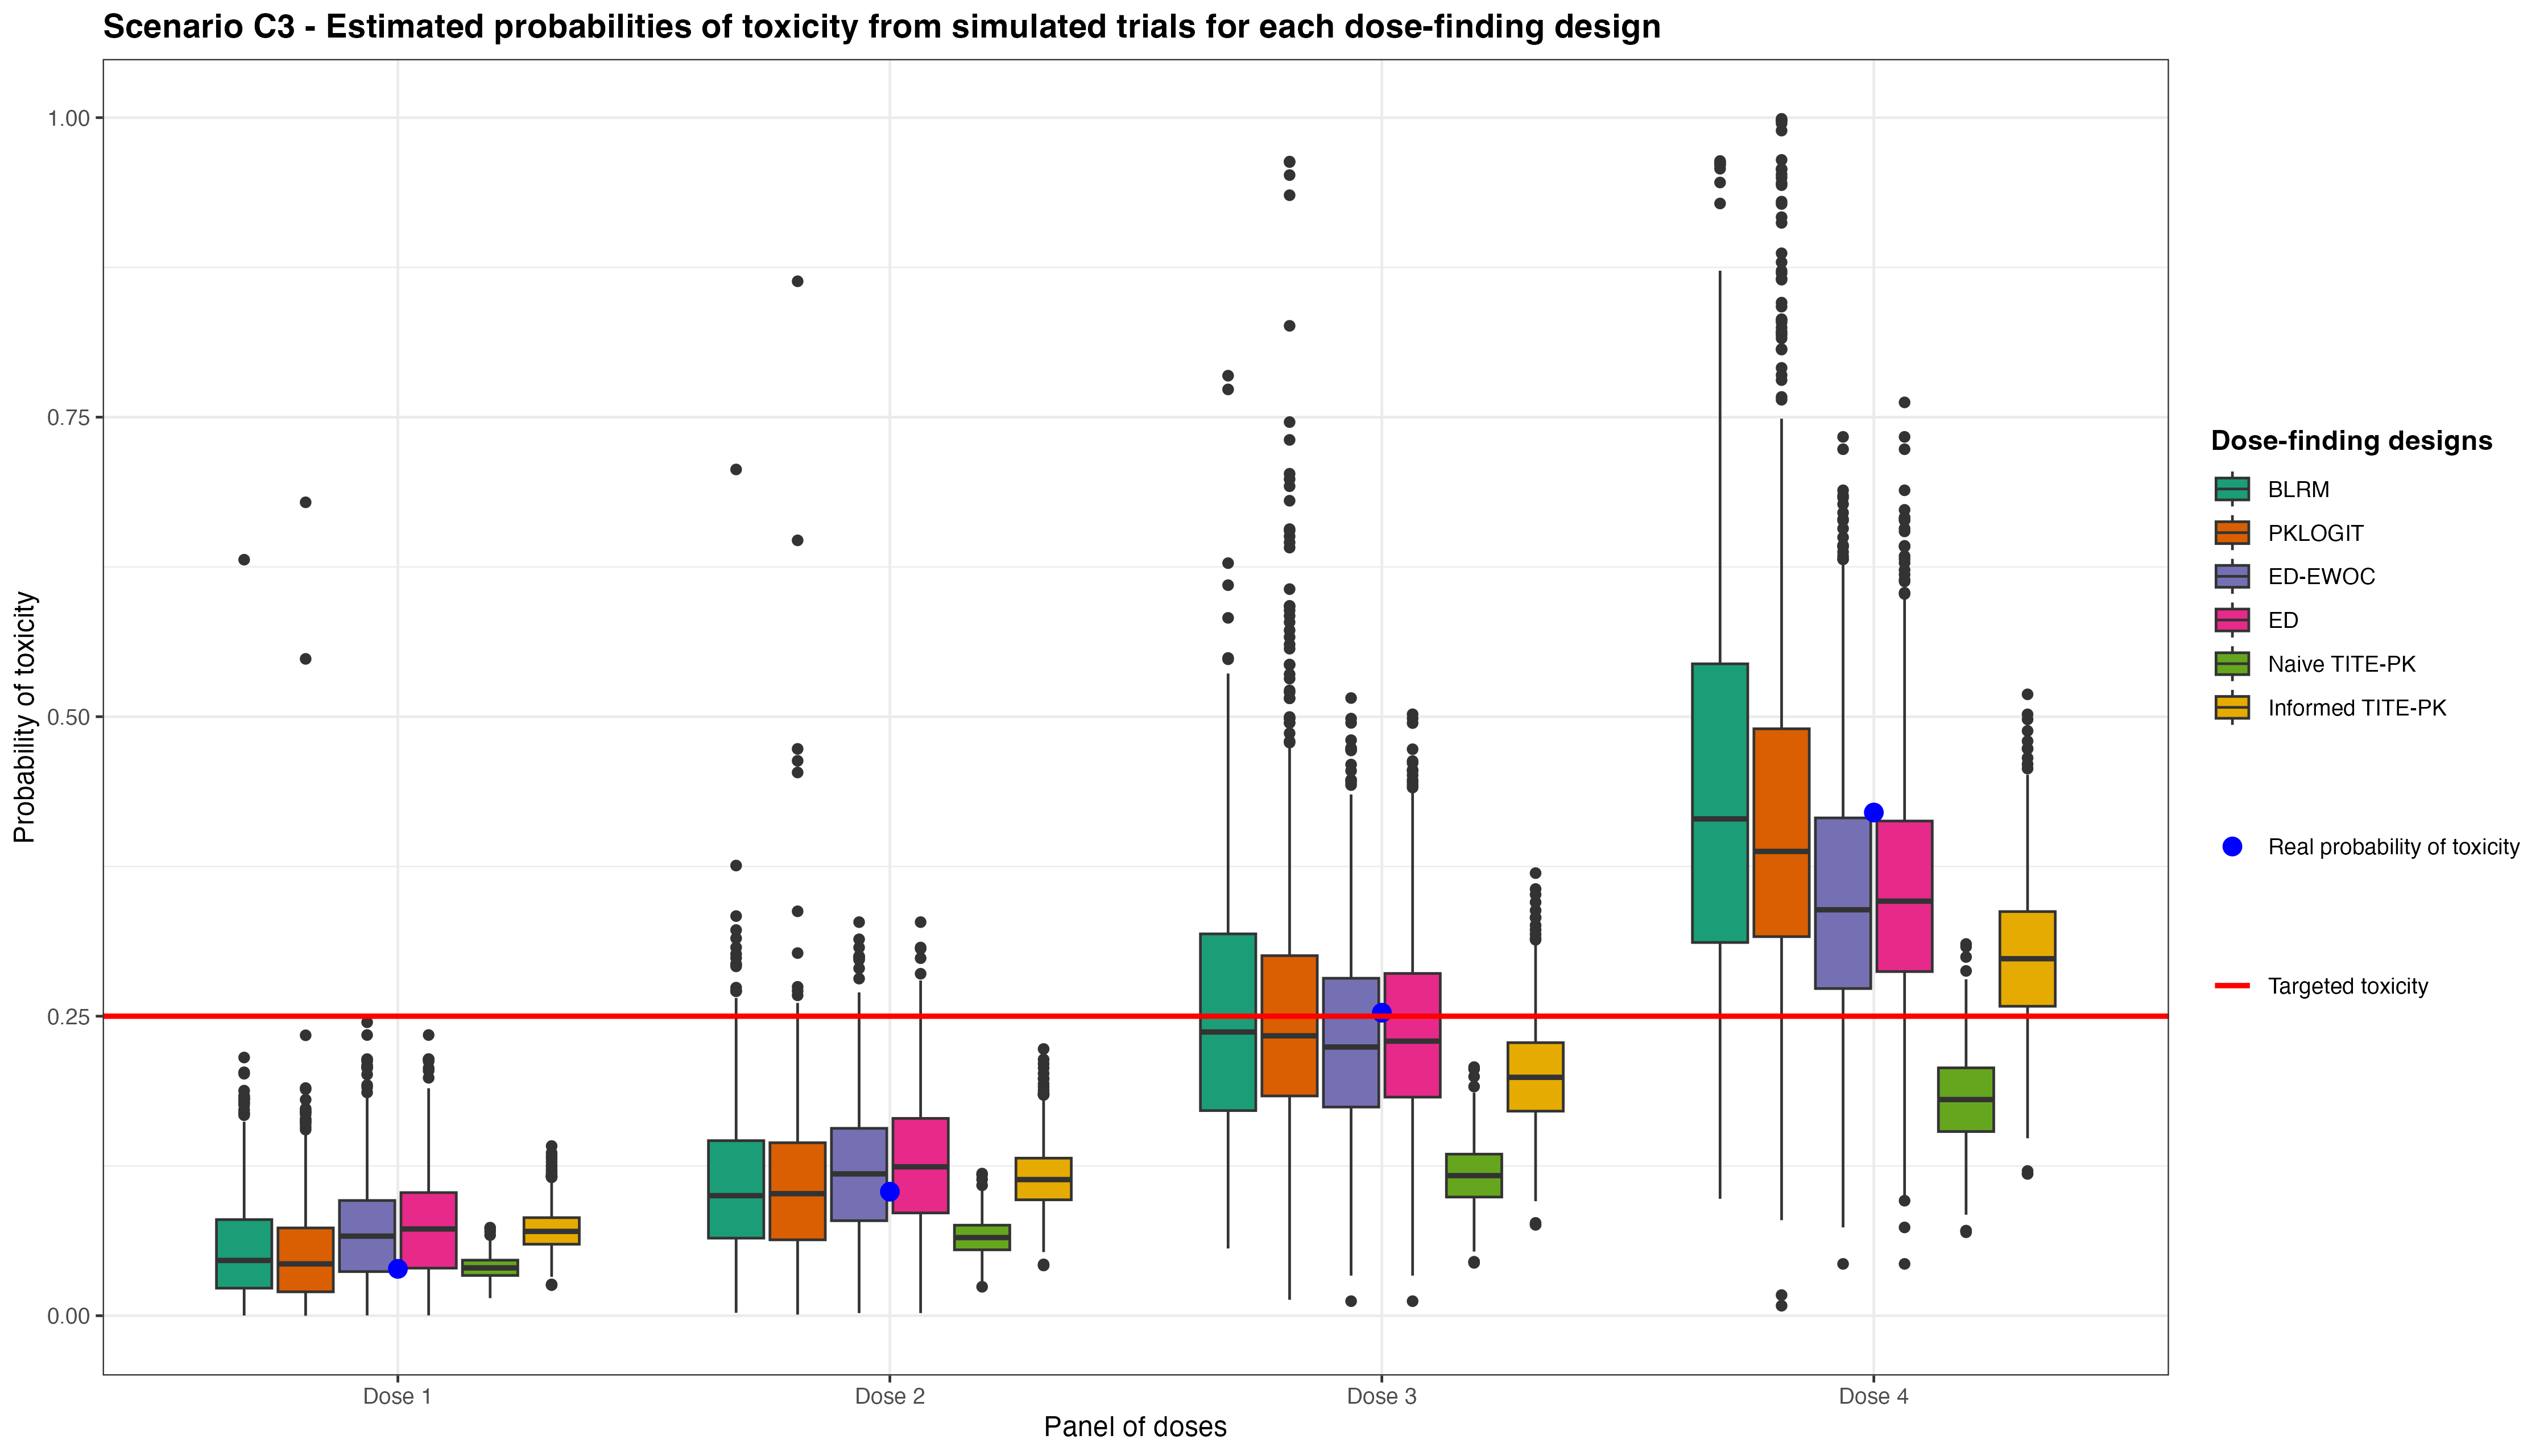 Scenario C3 - Estimated probabilities of toxicity from simulated trials for each dose-finding design
Probability of toxicity
1.00
0.75
0.50
0.25
0.00
Dose 1
Dose 2
Dose 3
Dose 4
Panel of doses
Dose-finding designs
BLRM
PKLOGIT
ED-EWOC
ED
Naive TITE-PK
Informed TITE-PK
Real probability of toxicity
Targeted toxicity